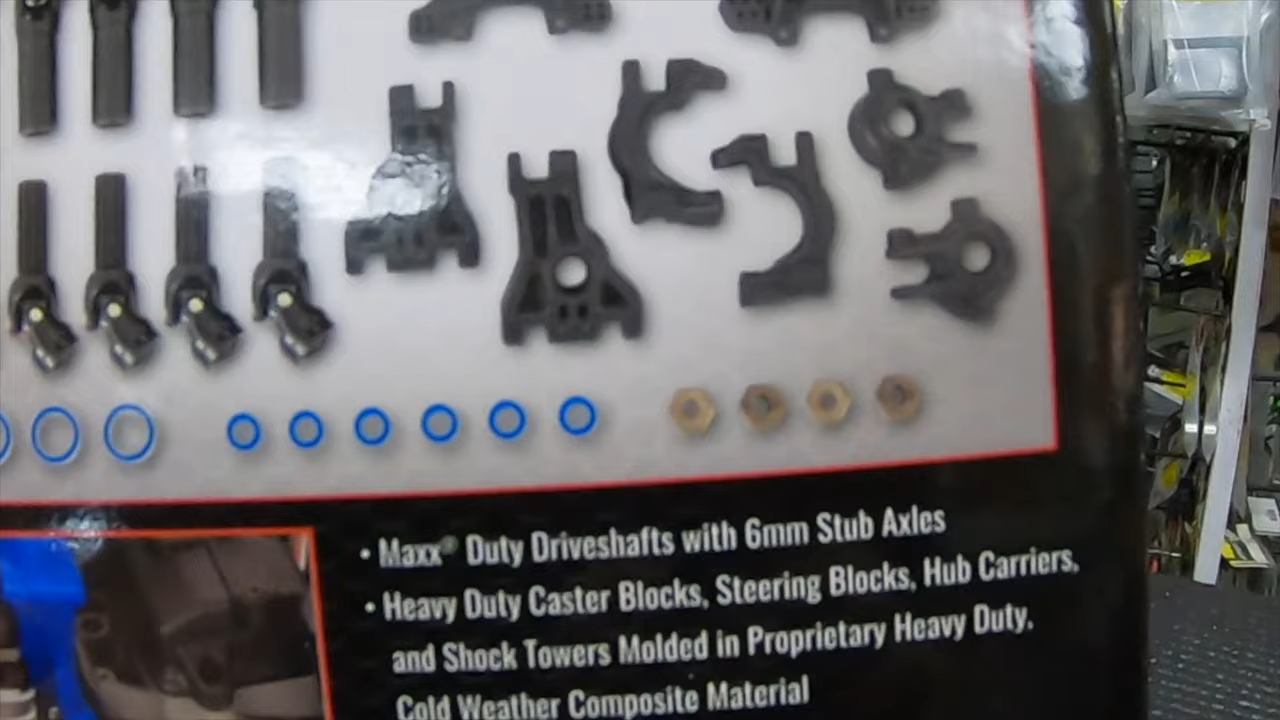 • Maxx® Duty Driveshafts with 6mm Stub Axles
• Heavy Duty Caster Blocks, Steering Blocks, Hub Carriers,
and Shock Towers Molded in Proprietary Heavy Duty,
Cold Weather Composite Material